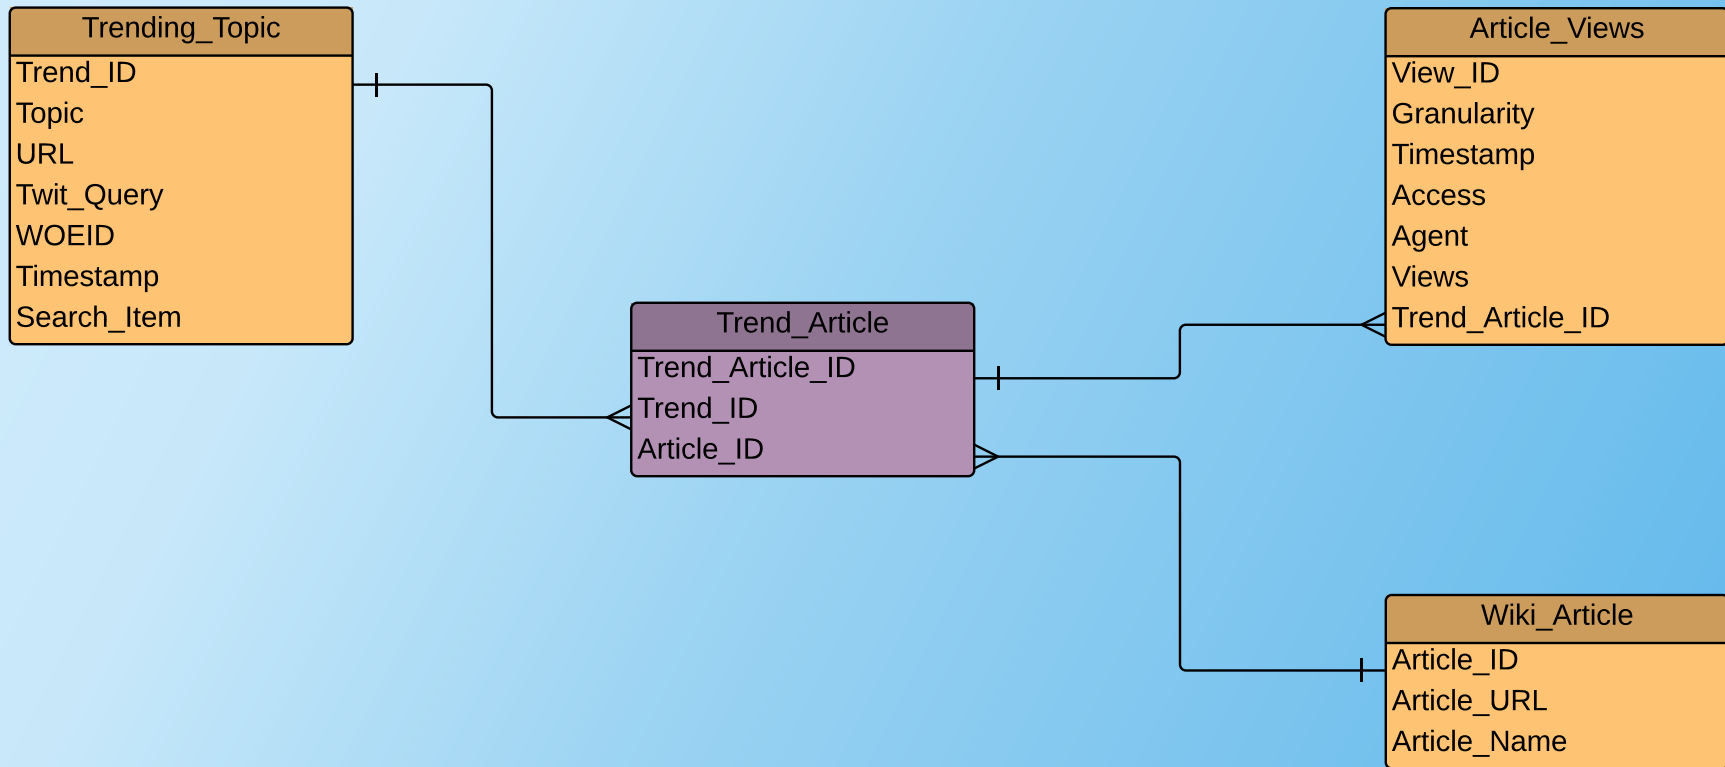 Trending_Topic
Trend_ID
Topic
URL
Twit_Query
WOEID
Timestamp
Search_Item
Trend_Article
Trend_Article_ID
Trend_ID
Article_ID
Article_Views
View_ID
Granularity
Timestamp
Access
Agent
Views
Trend_Article_ID
Wiki_Article
Article_ID
Article_URL
Article_Name